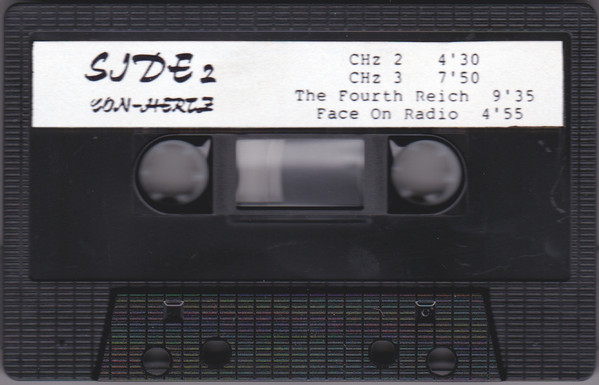 SIDE 2
CON-HERTZ
CHz 2 4'30
CHz 3 7'50
The Fourth Reich 9'35
Face On Radio 4'55